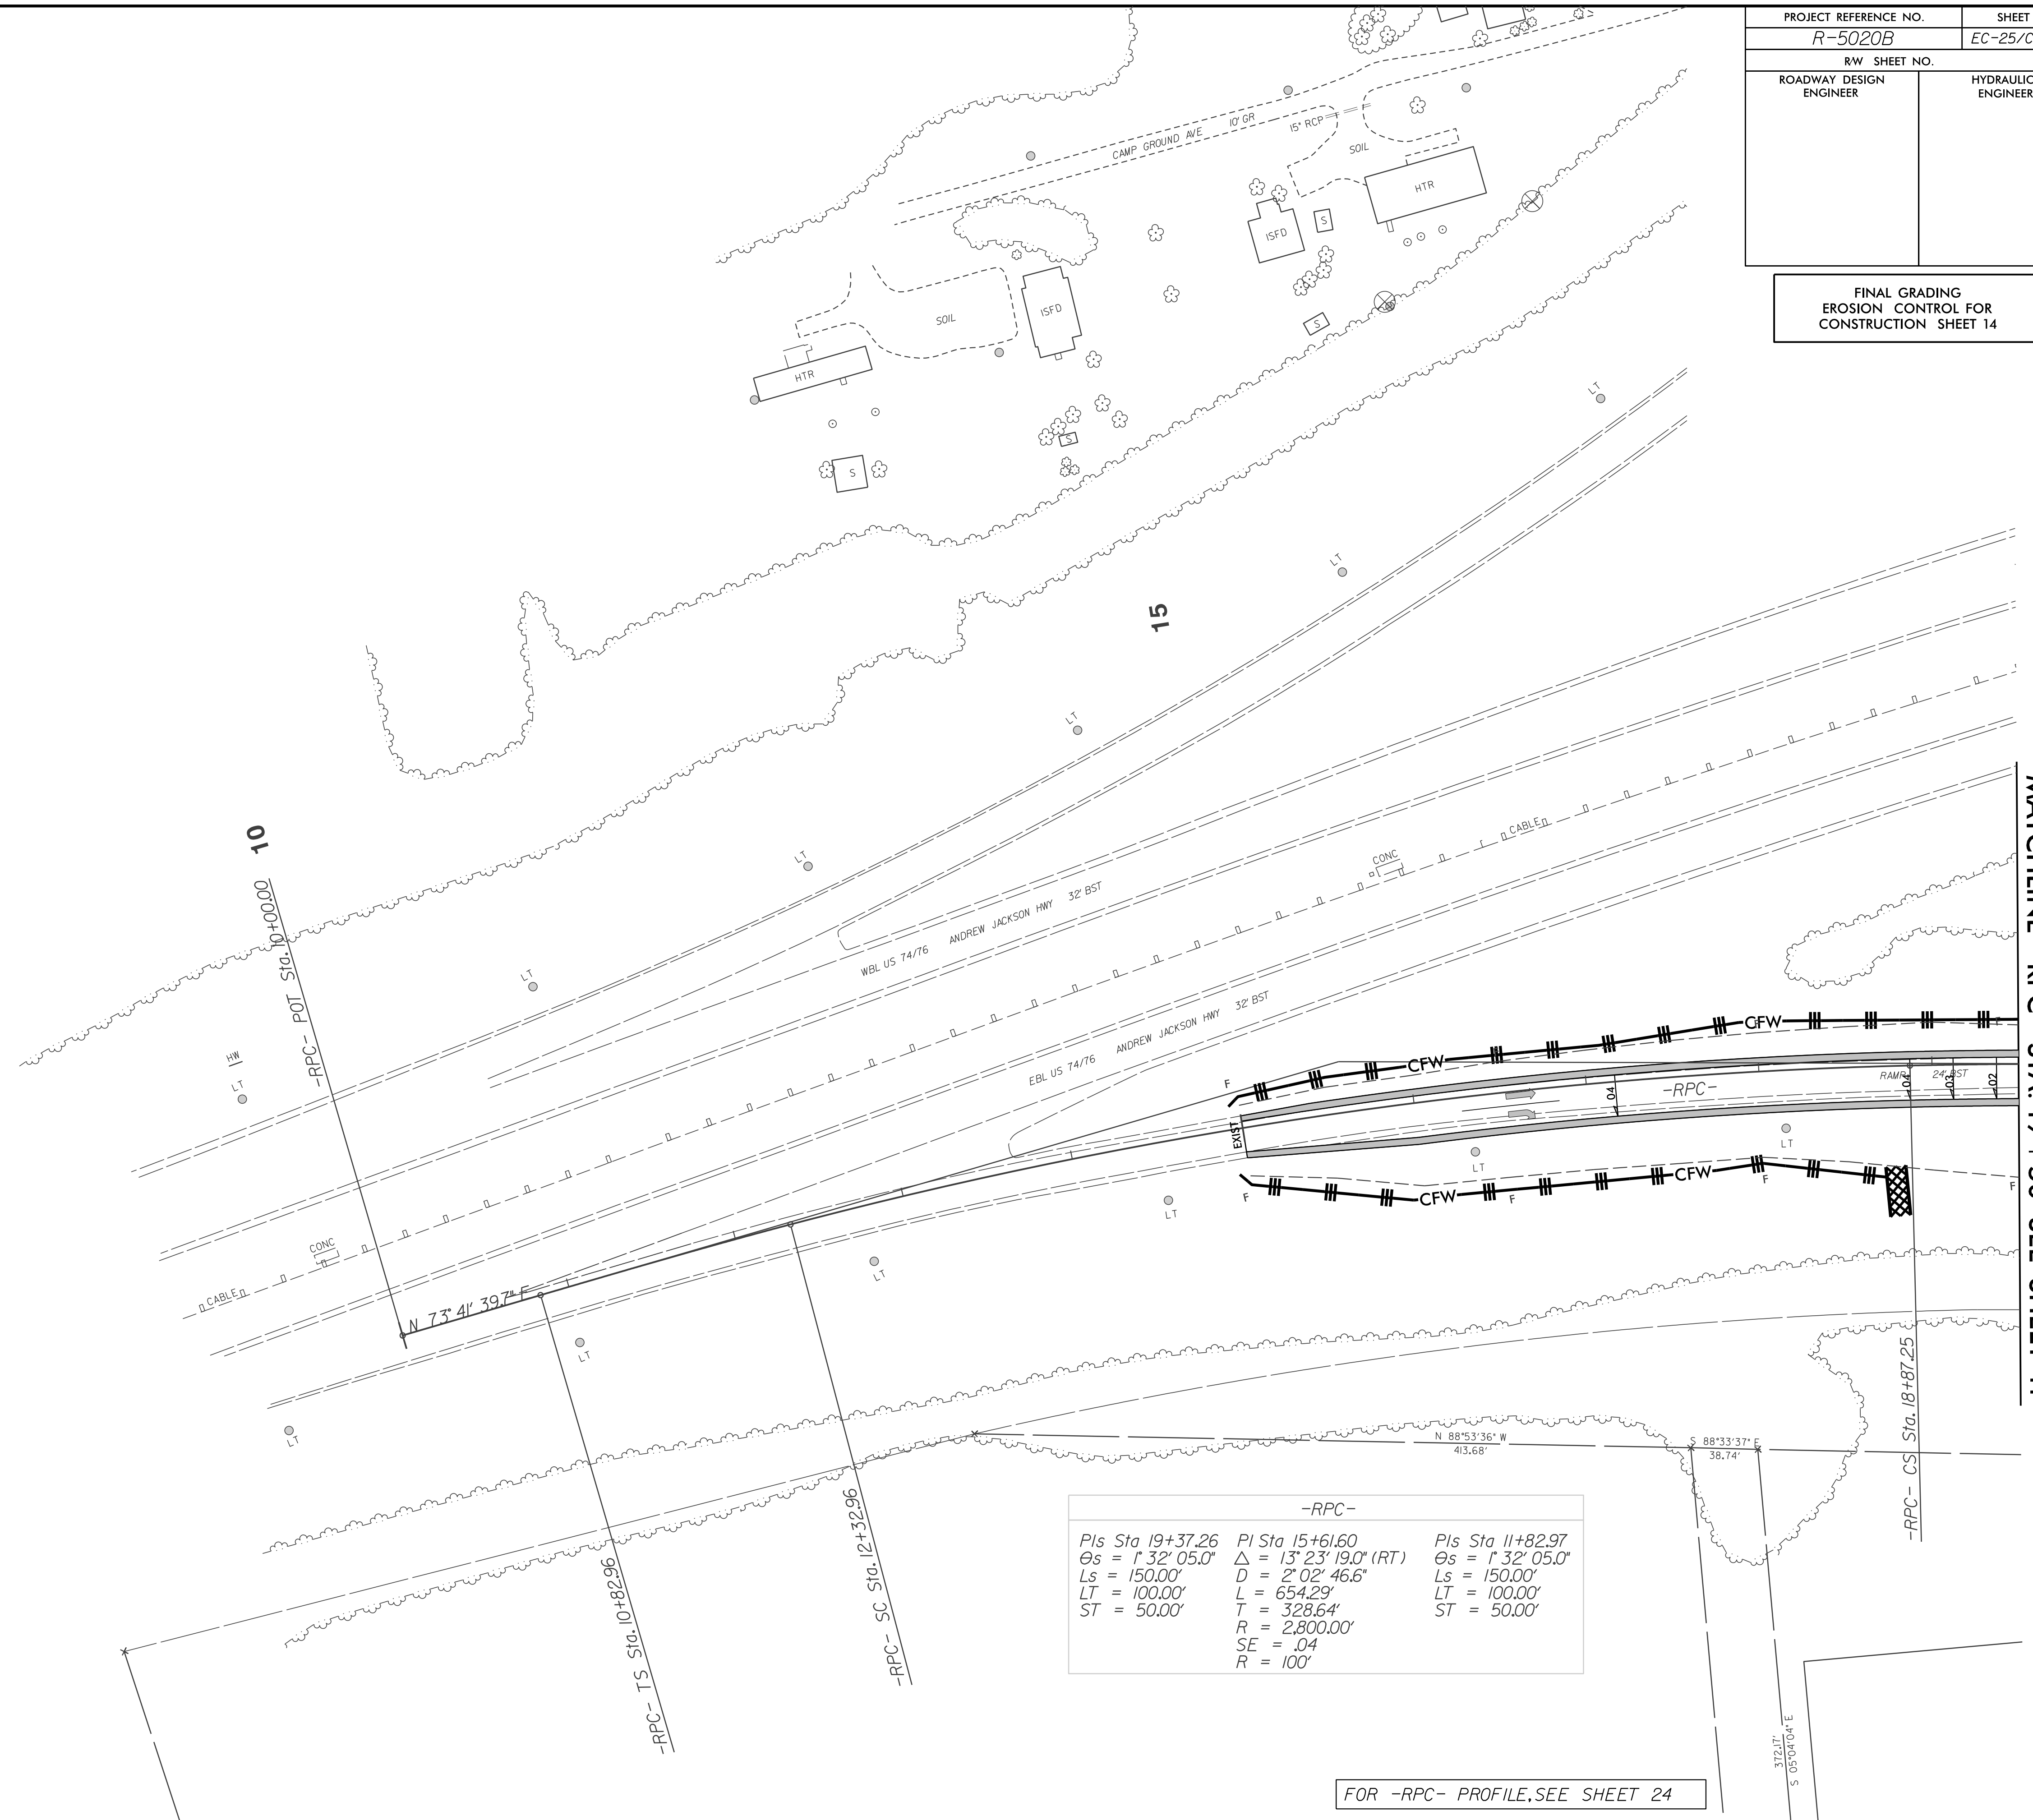 PROJECT REFERENCE NO.
SHEET
R-5020B
EC-25/C
R/W SHEET NO.
ROADWAY DESIGN
ENGINEER
HYDRAULIC
ENGINEER
FINAL GRADING
EROSION CONTROL FOR
CONSTRUCTION SHEET 14
CAMP GROUND AVE 10' GR
15" RCP
SOIL
HTR
ISFD
S
S
SOIL
ISFD
HTR
S
S
LT
LT
15
LT
LT
LT
10
-RPC- POT Sta. 10+00.00
HW
LT
CABLE
CONC
WBL US 74/76 ANDREW JACKSON HWY 32' BST
EBL US 74/76 ANDREW JACKSON HWY 32' BST
CFW
CFW
F
F
F
EXIST
.04
-RPC-
RAMP
24' BST
.04
.03
.02
LT
LT
CFW
CFW
F
F
F
F
LT
LT
CONC
CABLE
N 73° 41' 39.7" E
LT
LT
-RPC- TS Sta. 10+82.96
-RPC- SC Sta. 12+32.96
-RPC- CS Sta. 18+87.25
N 88°53'36" W
413.68'
S 88°33'37" E
38.74'
-RPC-
PIs Sta 19+37.26 PI Sta 15+61.60 PIs Sta 11+82.97
Θs = 1° 32' 05.0" Δ = 13° 23' 19.0" (RT) Θs = 1° 32' 05.0"
Ls = 150.00' D = 2° 02' 46.6" Ls = 150.00'
LT = 100.00' L = 654.29' LT = 100.00'
ST = 50.00' T = 328.64' ST = 50.00'
R = 2,800.00'
SE = .04
R = 100'
372.17'
S 05°04'04" E
FOR -RPC- PROFILE, SEE SHEET 24